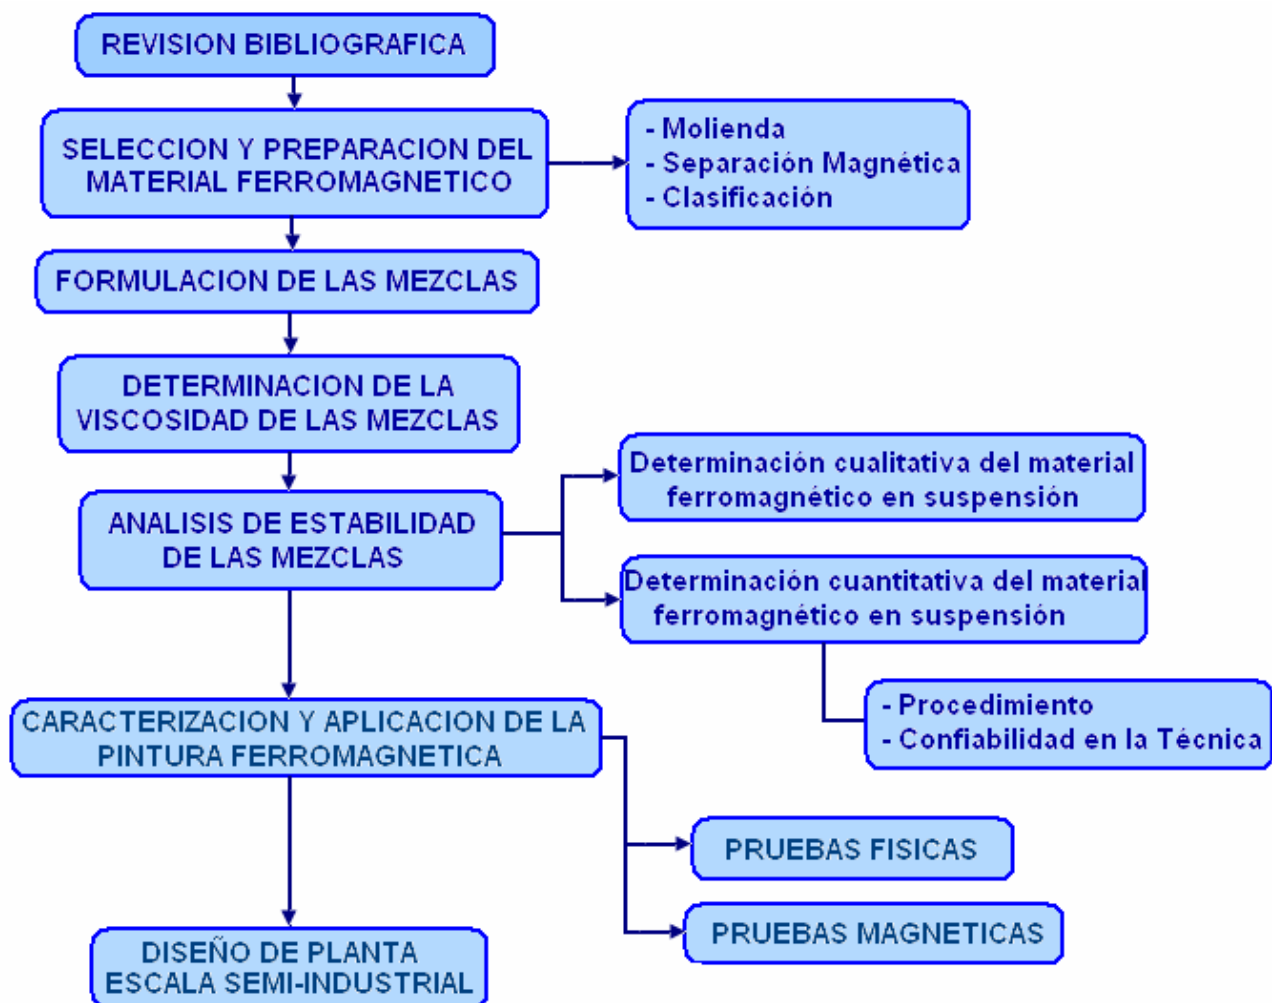 REVISION BIBLIOGRAFICA
SELECCION Y PREPARACION DEL
MATERIAL FERROMAGNETICO
- Molienda
- Separación Magnética
- Clasificación
FORMULACION DE LAS MEZCLAS
DETERMINACION DE LA
VISCOSIDAD DE LAS MEZCLAS
ANALISIS DE ESTABILIDAD
DE LAS MEZCLAS
Determinación cualitativa del material
ferromagnético en suspensión
Determinación cuantitativa del material
ferromagnético en suspensión
- Procedimiento
- Confiabilidad en la Técnica
CARACTERIZACION Y APLICACION DE LA
PINTURA FERROMAGNETICA
PRUEBAS FISICAS
PRUEBAS MAGNETICAS
DISEÑO DE PLANTA
ESCALA SEMI-INDUSTRIAL